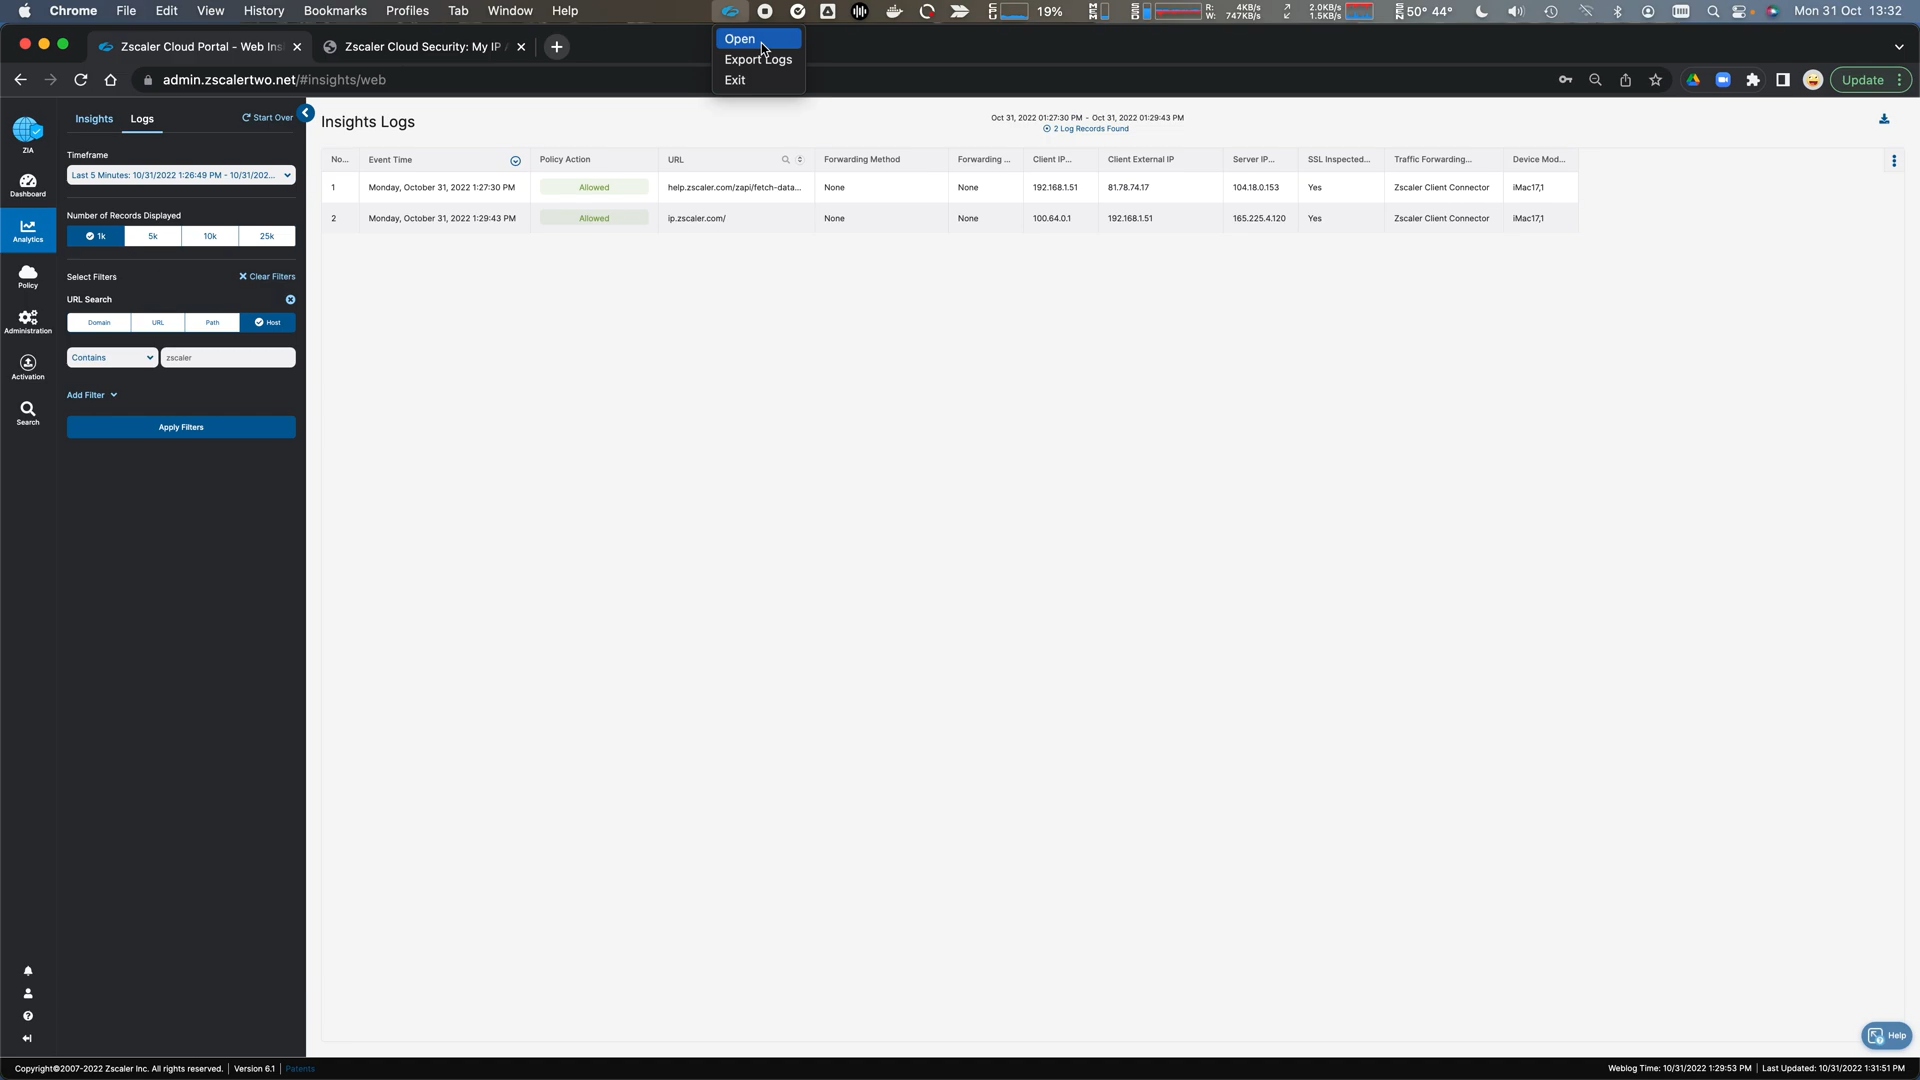 Chrome File Edit View History Bookmarks Profiles Tab Window Help
19%
R: 4KB/s
W: 747KB/s
2.0KB/s
1.5KB/s
50° 44°
Mon 31 Oct 13:32
Open
Export Logs
Exit
Zscaler Cloud Portal - Web Ins
Zscaler Cloud Security: My IP
admin.zscalertwo.net/#insights/web
Update
ZIA
Dashboard
Analytics
Policy
Administration
Activation
Search
Insights Logs Start Over
Timeframe
Last 5 Minutes: 10/31/2022 1:26:49 PM - 10/31/202...
Number of Records Displayed
1k 5k 10k 25k
Select Filters Clear Filters
URL Search
Domain URL Path Host
Contains zscaler
Add Filter
Apply Filters
Insights Logs
Oct 31, 2022 01:27:30 PM - Oct 31, 2022 01:29:43 PM
2 Log Records Found
No... Event Time Policy Action URL Forwarding Method Forwarding ... Client IP... Client External IP Server IP... SSL Inspected... Traffic Forwarding... Device Mod...
1 Monday, October 31, 2022 1:27:30 PM Allowed help.zscaler.com/zapi/fetch-data... None None 192.168.1.51 81.78.74.17 104.18.0.153 Yes Zscaler Client Connector iMac17,1
2 Monday, October 31, 2022 1:29:43 PM Allowed ip.zscaler.com/ None None 100.64.0.1 192.168.1.51 165.225.4.120 Yes Zscaler Client Connector iMac17,1
Help
Copyright©2007-2022 Zscaler Inc. All rights reserved. | Version 6.1 | Patents
Weblog Time: 10/31/2022 1:29:53 PM | Last Updated: 10/31/2022 1:31:51 PM